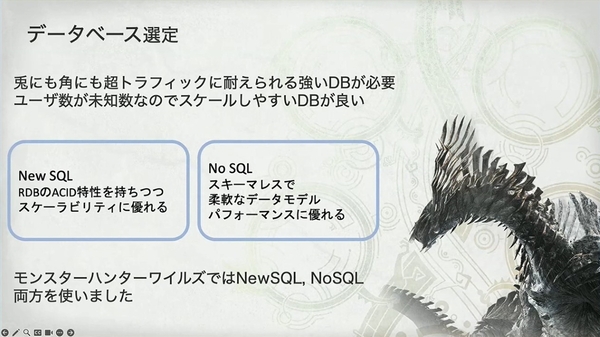 データベース選定
兎にも角にも超トラフィックに耐えられる強いDBが必要
ユーザ数が未知数なのでスケールしやすいDBが良い
New SQL
RDBのACID特性を持ちつつ
スケーラビリティに優れる
No SQL
スキーマレスで
柔軟なデータモデル
パフォーマンスに優れる
モンスターハンターワイルズではNewSQL, NoSQL
両方を使いました